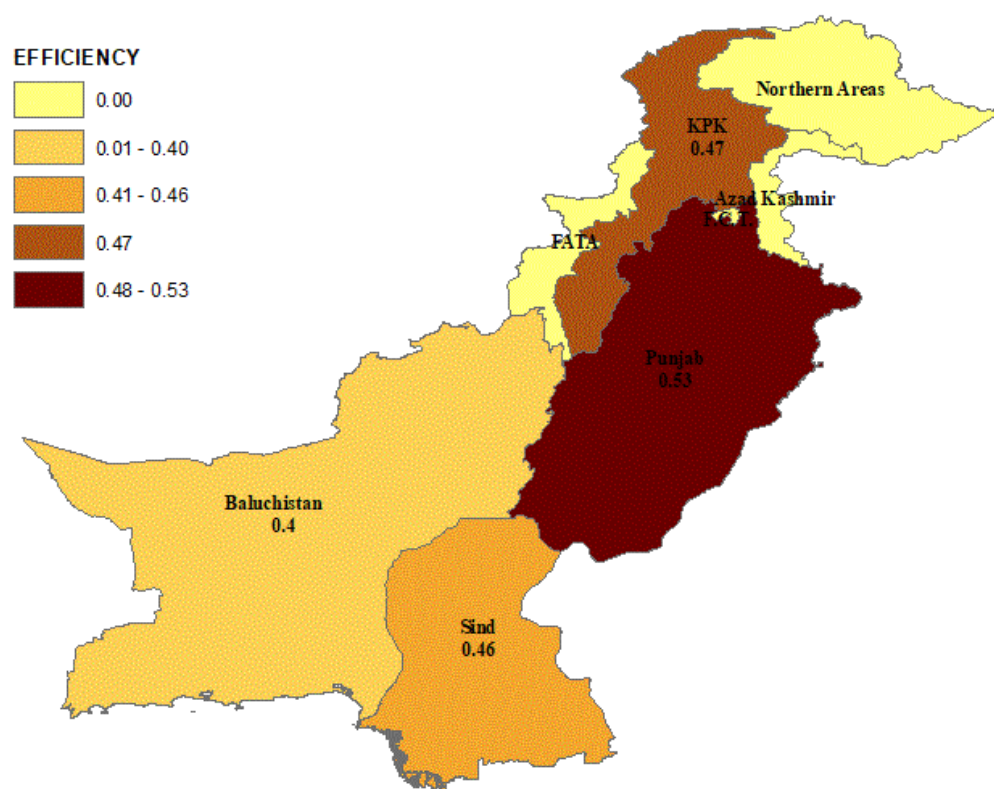 EFFICIENCY
0.00
0.01 - 0.40
0.41 - 0.46
0.47
0.48 - 0.53
Northern Areas
KPK
0.47
Azad Kashmir
F.C.T.
FATA
Punjab
0.53
Baluchistan
0.4
Sind
0.46